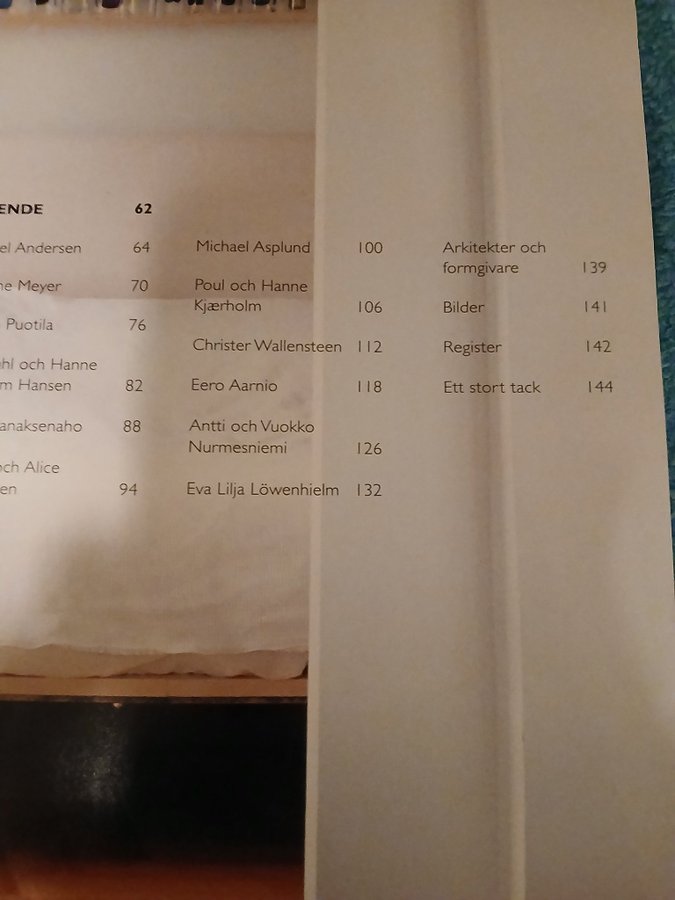 ENDE 62
el Andersen 64
ne Meyer 70
Puotila 76
hl och Hanne
m Hansen 82
anaksenaho 88
och Alice
en 94
Michael Asplund 100
Poul och Hanne
Kjærholm 106
Christer Wallensteen 112
Eero Aarnio 118
Antti och Vuokko
Nurmesniemi 126
Eva Lilja Löwenhielm 132
Arkitekter och
formgivare 139
Bilder 141
Register 142
Ett stort tack 144